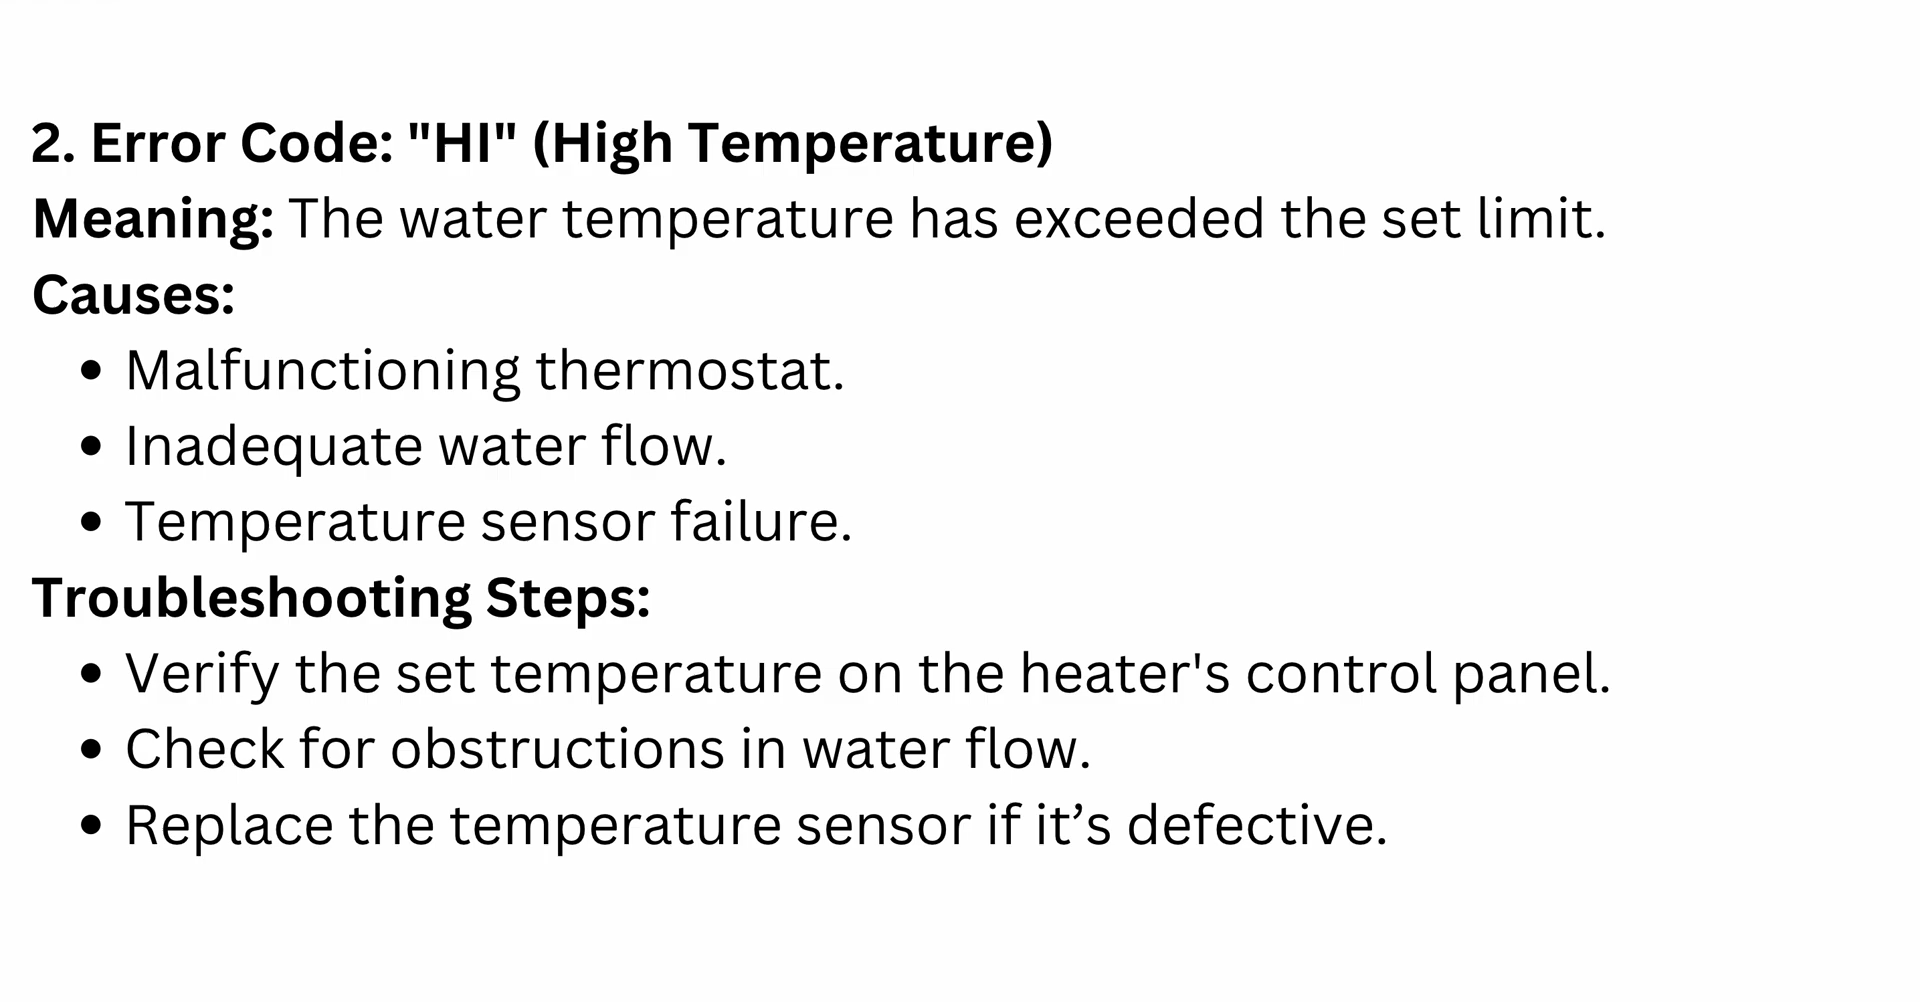 2. Error Code: "HI" (High Temperature)
Meaning: The water temperature has exceeded the set limit.
Causes:
• Malfunctioning thermostat.
• Inadequate water flow.
• Temperature sensor failure.
Troubleshooting Steps:
• Verify the set temperature on the heater's control panel.
• Check for obstructions in water flow.
• Replace the temperature sensor if it’s defective.